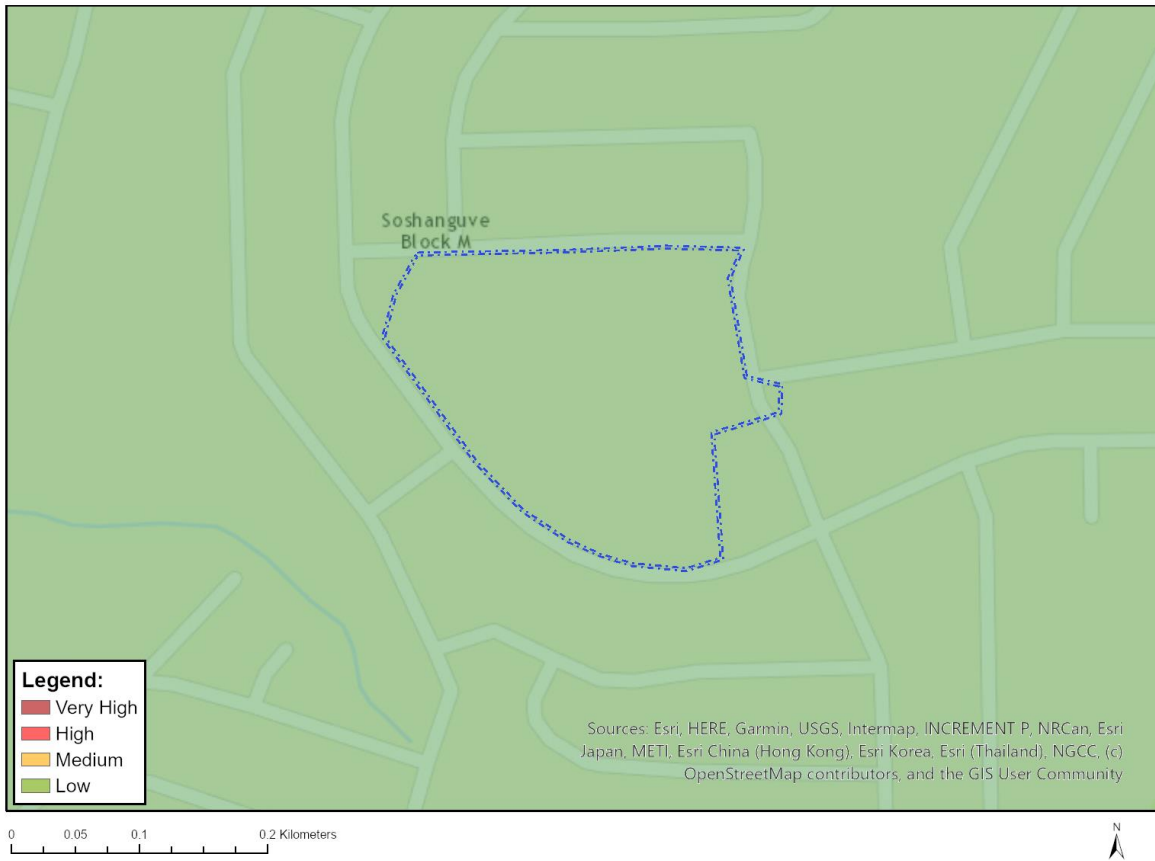 Soshanguve
Block M
Legend:
Very High
High
Medium
Low
Sources: Esri, HERE, Garmin, USGS, Intermap, INCREMENT P, NRCan, Esri
Japan, METI, Esri China (Hong Kong), Esri Korea, Esri (Thailand), NGCC, (c)
OpenStreetMap contributors, and the GIS User Community
0 0.05 0.1 0.2 Kilometers
N